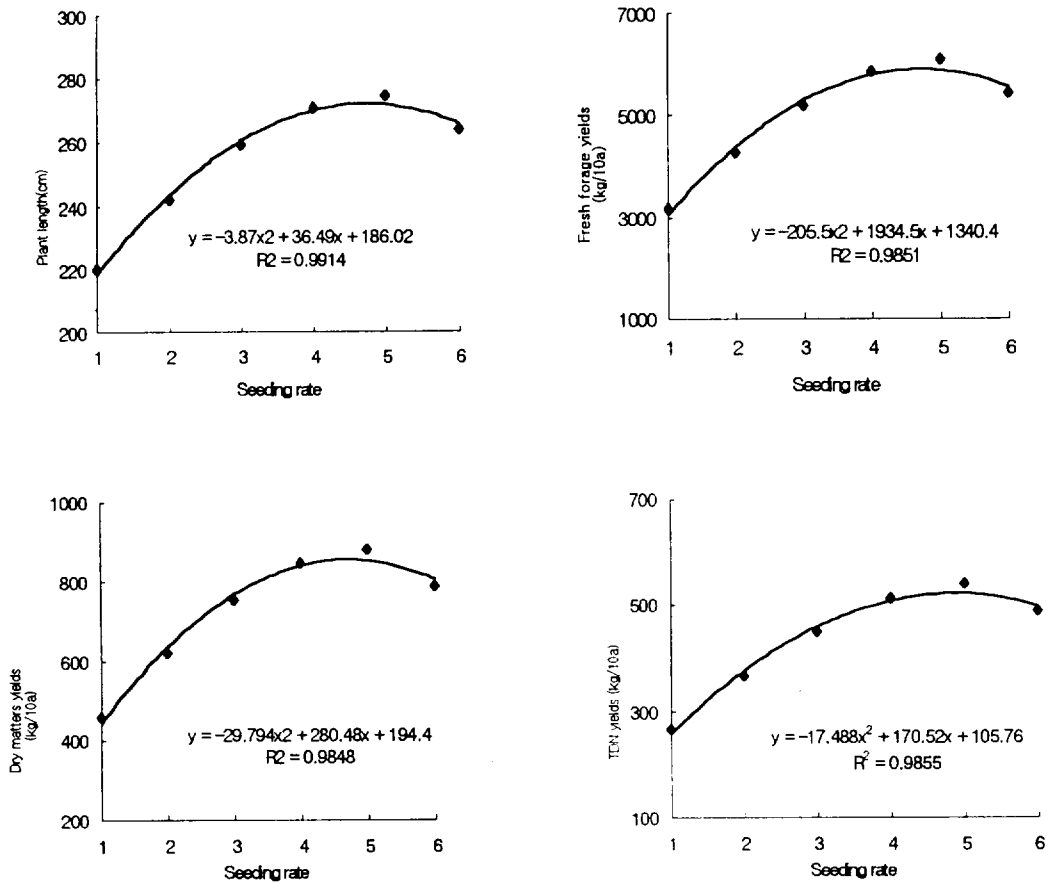 300
280
260
240
220
200
Plant length(cm)
y = -3.87x2 + 36.49x + 186.02
R2 = 0.9914
1 2 3 4 5 6
Seeding rate
7000
5000
3000
1000
Fresh forage yields
(kg/10a)
y = -205.5x2 + 1934.5x + 1340.4
R2 = 0.9851
1 2 3 4 5 6
Seeding rate
1000
800
600
400
200
Dry matters yields
(kg/10a)
y = -29.794x2 + 280.48x + 194.4
R2 = 0.9848
1 2 3 4 5 6
Seeding rate
700
500
300
100
TDN yields (kg/10a)
y = -17.488x² + 170.52x + 105.76
R² = 0.9855
1 2 3 4 5 6
Seeding rate